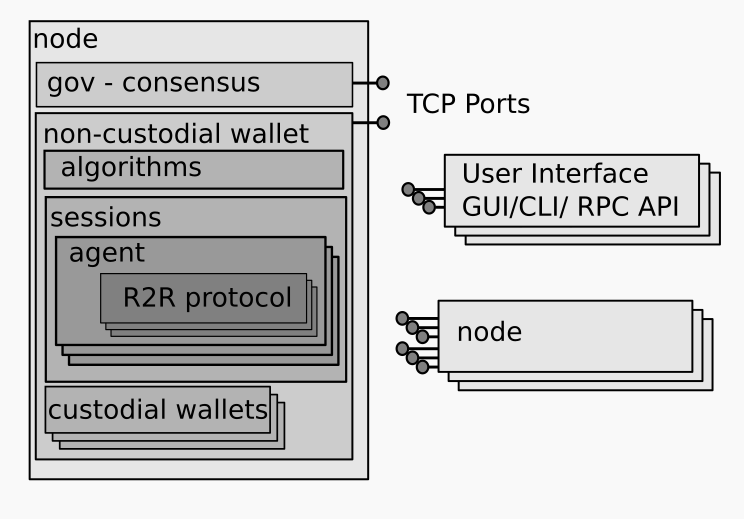 node
gov - consensus
TCP Ports
non-custodial wallet
algorithms
User Interface
GUI/CLI/ RPC API
sessions
agent
R2R protocol
node
custodial wallets